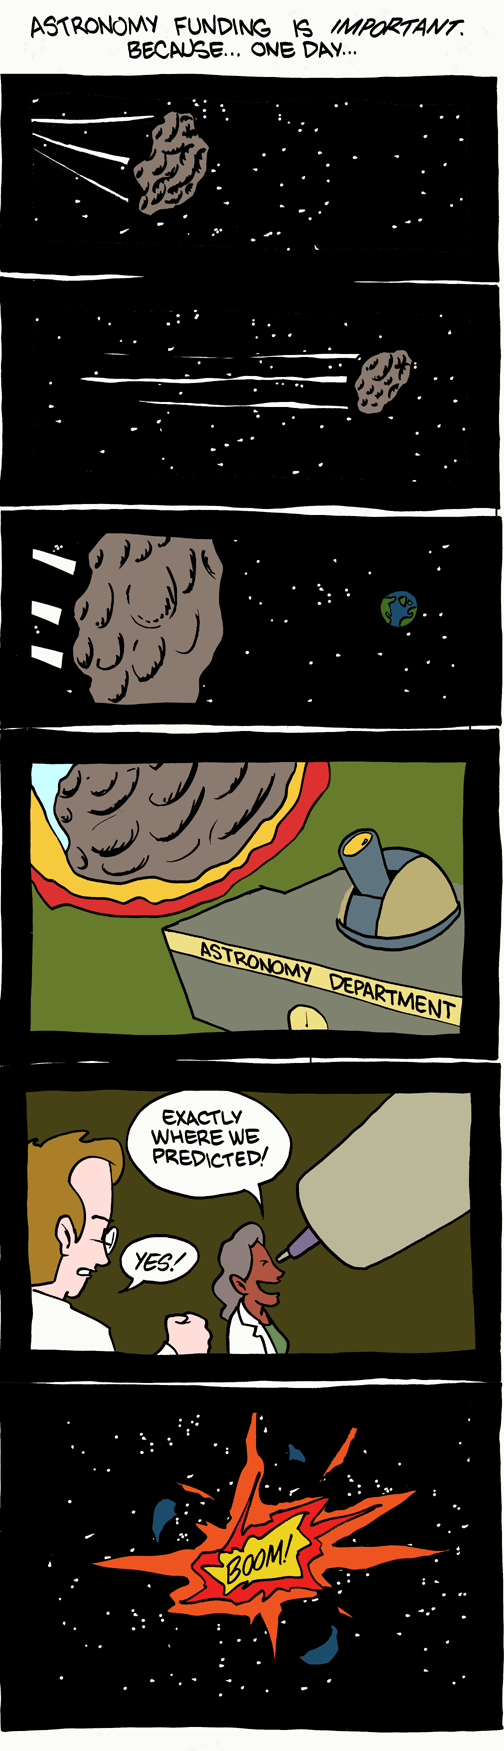 ASTRONOMY FUNDING IS IMPORTANT.
BECAUSE... ONE DAY...
ASTRONOMY DEPARTMENT
EXACTLY
WHERE WE
PREDICTED!
YES!
BOOM!